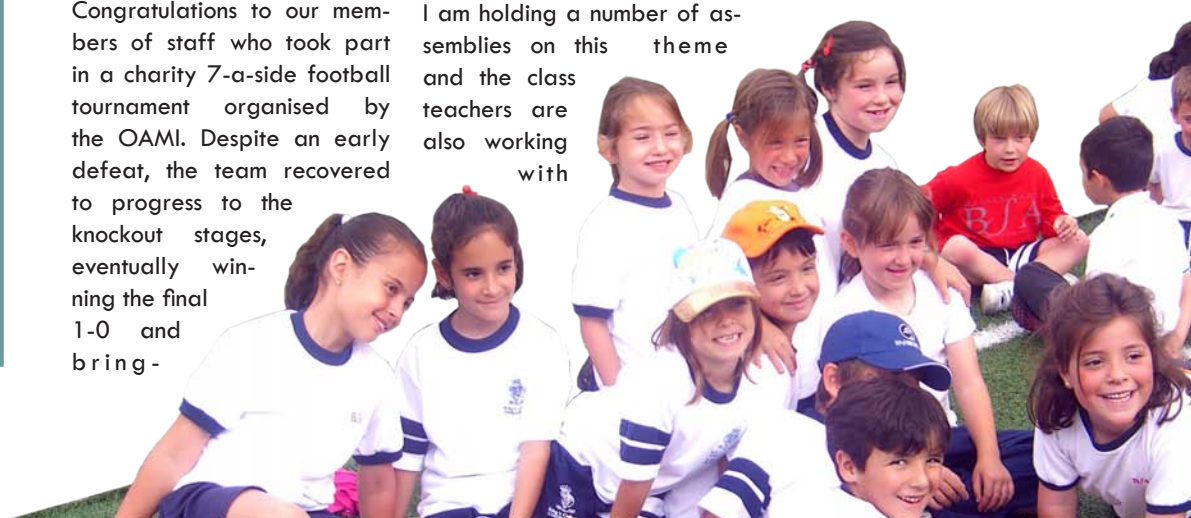 Congratulations to our mem-
bers of staff who took part
in a charity 7-a-side football
tournament organised by
the OAMI. Despite an early
defeat, the team recovered
to progress to the
knockout stages,
eventually win-
ning the final
1-0 and
bring-
I am holding a number of as-
semblies on this theme
and the class
teachers are
also working
with